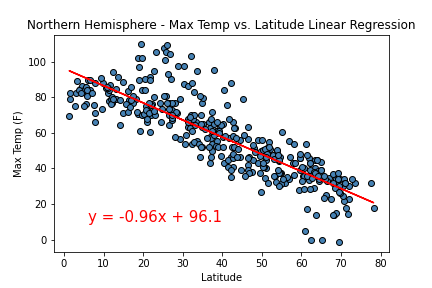 Northern Hemisphere - Max Temp vs. Latitude Linear Regression
100
80
60
40
20
0
Max Temp (F)
y = -0.96x + 96.1
0 10 20 30 40 50 60 70 80
Latitude